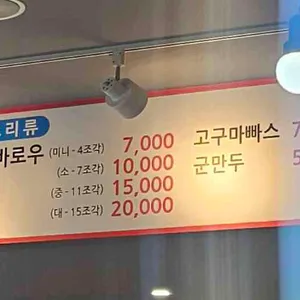 리류
바로우 (미니 - 4조각) 7,000
(소 - 7조각) 10,000
(중 - 11조각) 15,000
(대 - 15조각) 20,000
고구마빠스 7
군만두 5